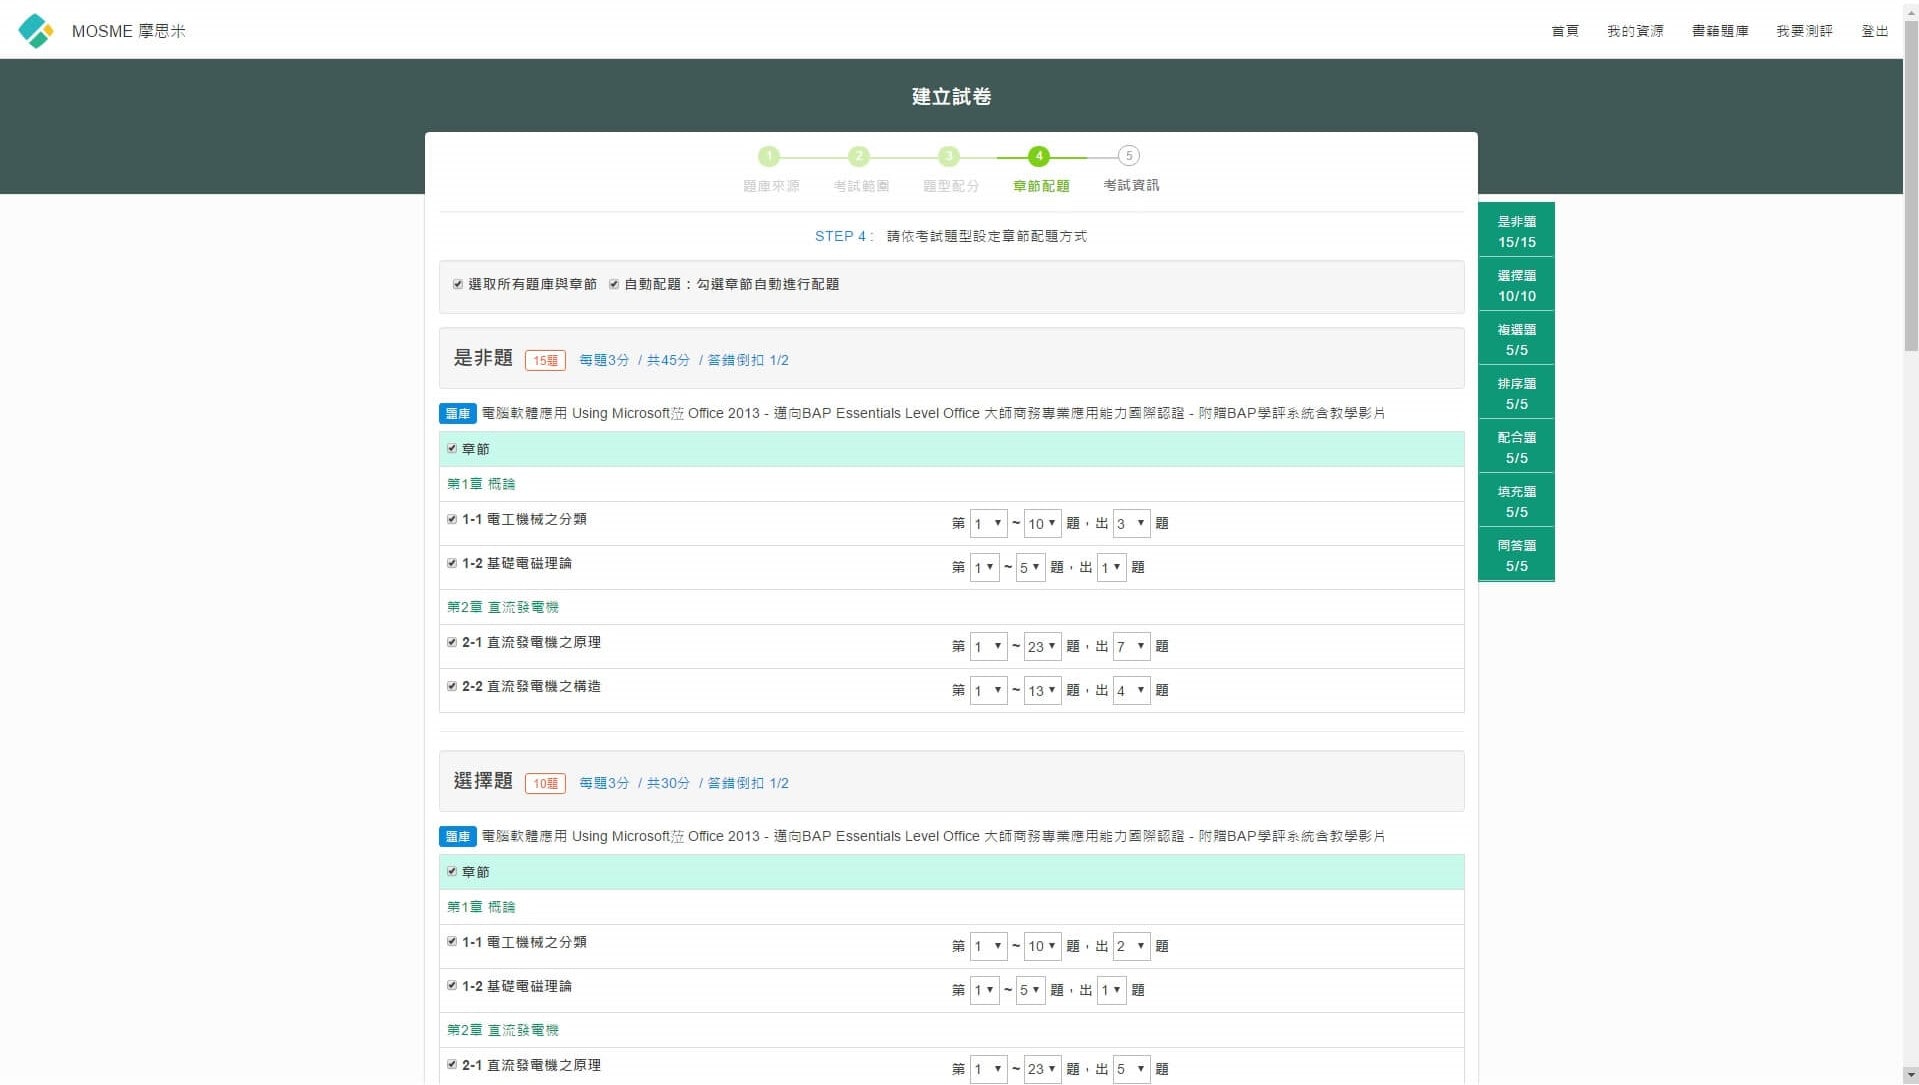 MOSME 摩思米
首頁 我的資源 書籍題庫 我要測評 登出
建立試卷
1 2 3 4 5
題庫來源 考試範圍 題型配分 章節配題 考試資訊
STEP 4 : 請依考試題型設定章節配題方式
選取所有題庫與章節 自動配題：勾選章節自動進行配題
是非題 15題 每題3分 / 共45分 / 答錯倒扣 1/2
題庫 電腦軟體應用 Using Microsoft范 Office 2013 - 邁向BAP Essentials Level Office 大師商務專業應用能力國際認證 - 附贈BAP學評系統含教學影片
章節
第1章 概論
1-1 電工機械之分類 第 1 ~ 10 題，出 3 題
1-2 基礎電磁理論 第 1 ~ 5 題，出 1 題
第2章 直流發電機
2-1 直流發電機之原理 第 1 ~ 23 題，出 7 題
2-2 直流發電機之構造 第 1 ~ 13 題，出 4 題
選擇題 10題 每題3分 / 共30分 / 答錯倒扣 1/2
題庫 電腦軟體應用 Using Microsoft范 Office 2013 - 邁向BAP Essentials Level Office 大師商務專業應用能力國際認證 - 附贈BAP學評系統含教學影片
章節
第1章 概論
1-1 電工機械之分類 第 1 ~ 10 題，出 2 題
1-2 基礎電磁理論 第 1 ~ 5 題，出 1 題
第2章 直流發電機
2-1 直流發電機之原理 第 1 ~ 23 題，出 5 題
是非題
15/15
選擇題
10/10
複選題
5/5
排序題
5/5
配合題
5/5
填充題
5/5
問答題
5/5